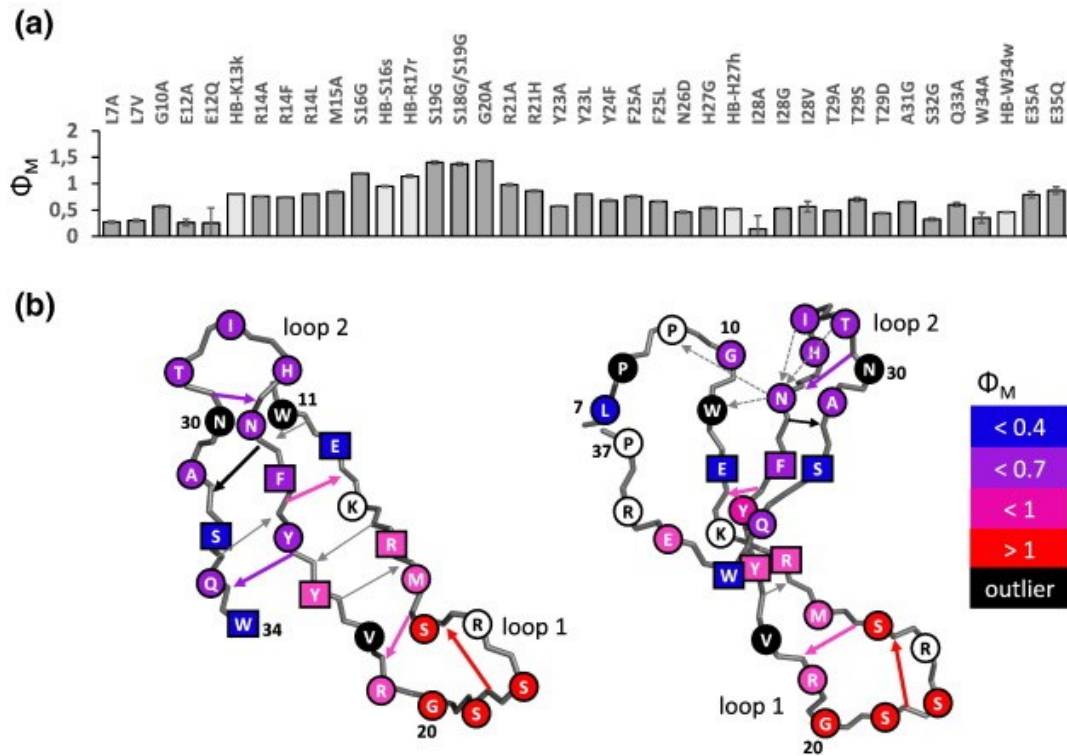 (a)
L7A L7V G10A E12A E12Q HB-K13k R14A R14F R14L M15A S16G HB-S16s HB-R17r S19G S18G/S19G G20A R21A R21H Y23A Y23L Y24F F25A F25L N26D H27G HB-H27h I28A I28G I28V T29A T29S T29D A31G S32G Q33A W34A HB-W34w E35A E35Q
ΦM
2
1,5
1
0,5
0
(b)
I
loop 2
T
H
30
N
N
W
11
A
F
E
S
Y
K
Q
Y
R
W
34
M
V
S
R
loop 1
R
G
S
S
20
P
10
G
I
T
loop 2
P
H
N
30
7
L
W
N
A
37
P
E
F
S
R
K
Y
Q
E
W
Y
R
M
S
V
R
loop 1
R
G
S
S
20
ΦM
< 0.4
< 0.7
< 1
> 1
outlier